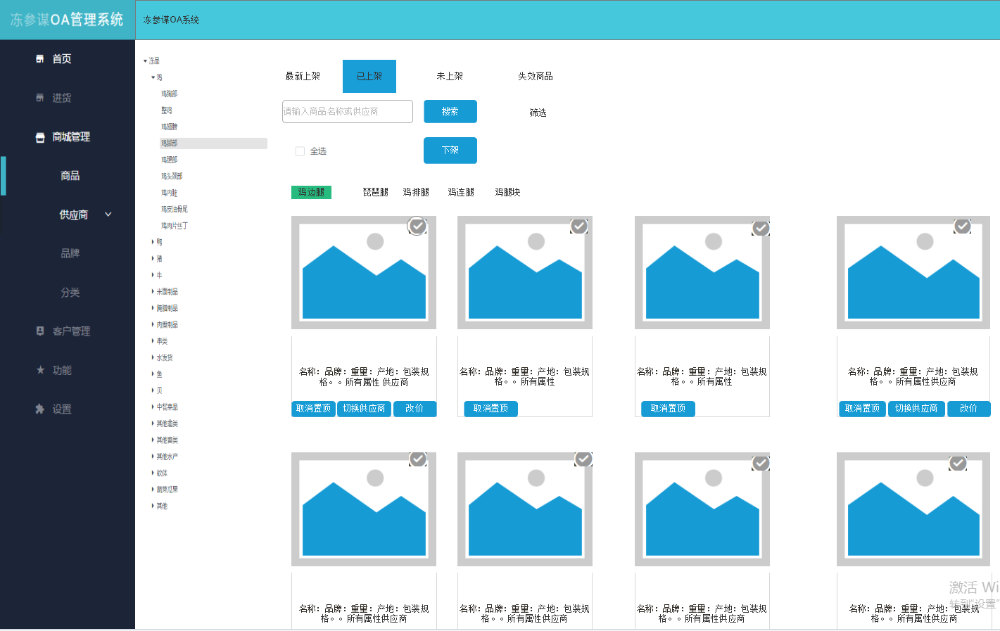 冻参谋OA管理系统
冻参谋OA系统
首页
进货
商城管理
商品
供应商
品牌
分类
客户管理
功能
设置
冻品
鸡
鸡胸部
整鸡
鸡翅膀
鸡脚部
鸡腿部
鸡头颈部
鸡内脏
鸡皮油骨尾
鸡肉片丝丁
鸭
猪
牛
米面制品
腌腊制品
肉糜制品
串类
水发货
鱼
贝
中餐菜品
其他禽类
其他畜类
其他水产
软体
蔬菜瓜果
其他
最新上架 已上架 未上架 失效商品
请输入商品名称或供应商 搜索 筛选
全选 下架
鸡边腿 琵琶腿 鸡排腿 鸡连腿 鸡腿块
名称：品牌：重量：产地：包装规
格。。所有属性 供应商
取消置顶 切换供应商 改价
名称：品牌：重量：产地：包装规
格。。所有属性
取消置顶
名称：品牌：重量：产地：包装规
格。。所有属性
取消置顶
名称：品牌：重量：产地：包装规
格。。所有属性供应商
取消置顶 切换供应商 改价
名称：品牌：重量：产地：包装规
格。。所有属性供应商
名称：品牌：重量：产地：包装规
格。。所有属性供应商
名称：品牌：重量：产地：包装规
格。。所有属性供应商
名称：品牌：重量：产地：包装规
格。。所有属性供应商
激活 Wi
转到"设置"